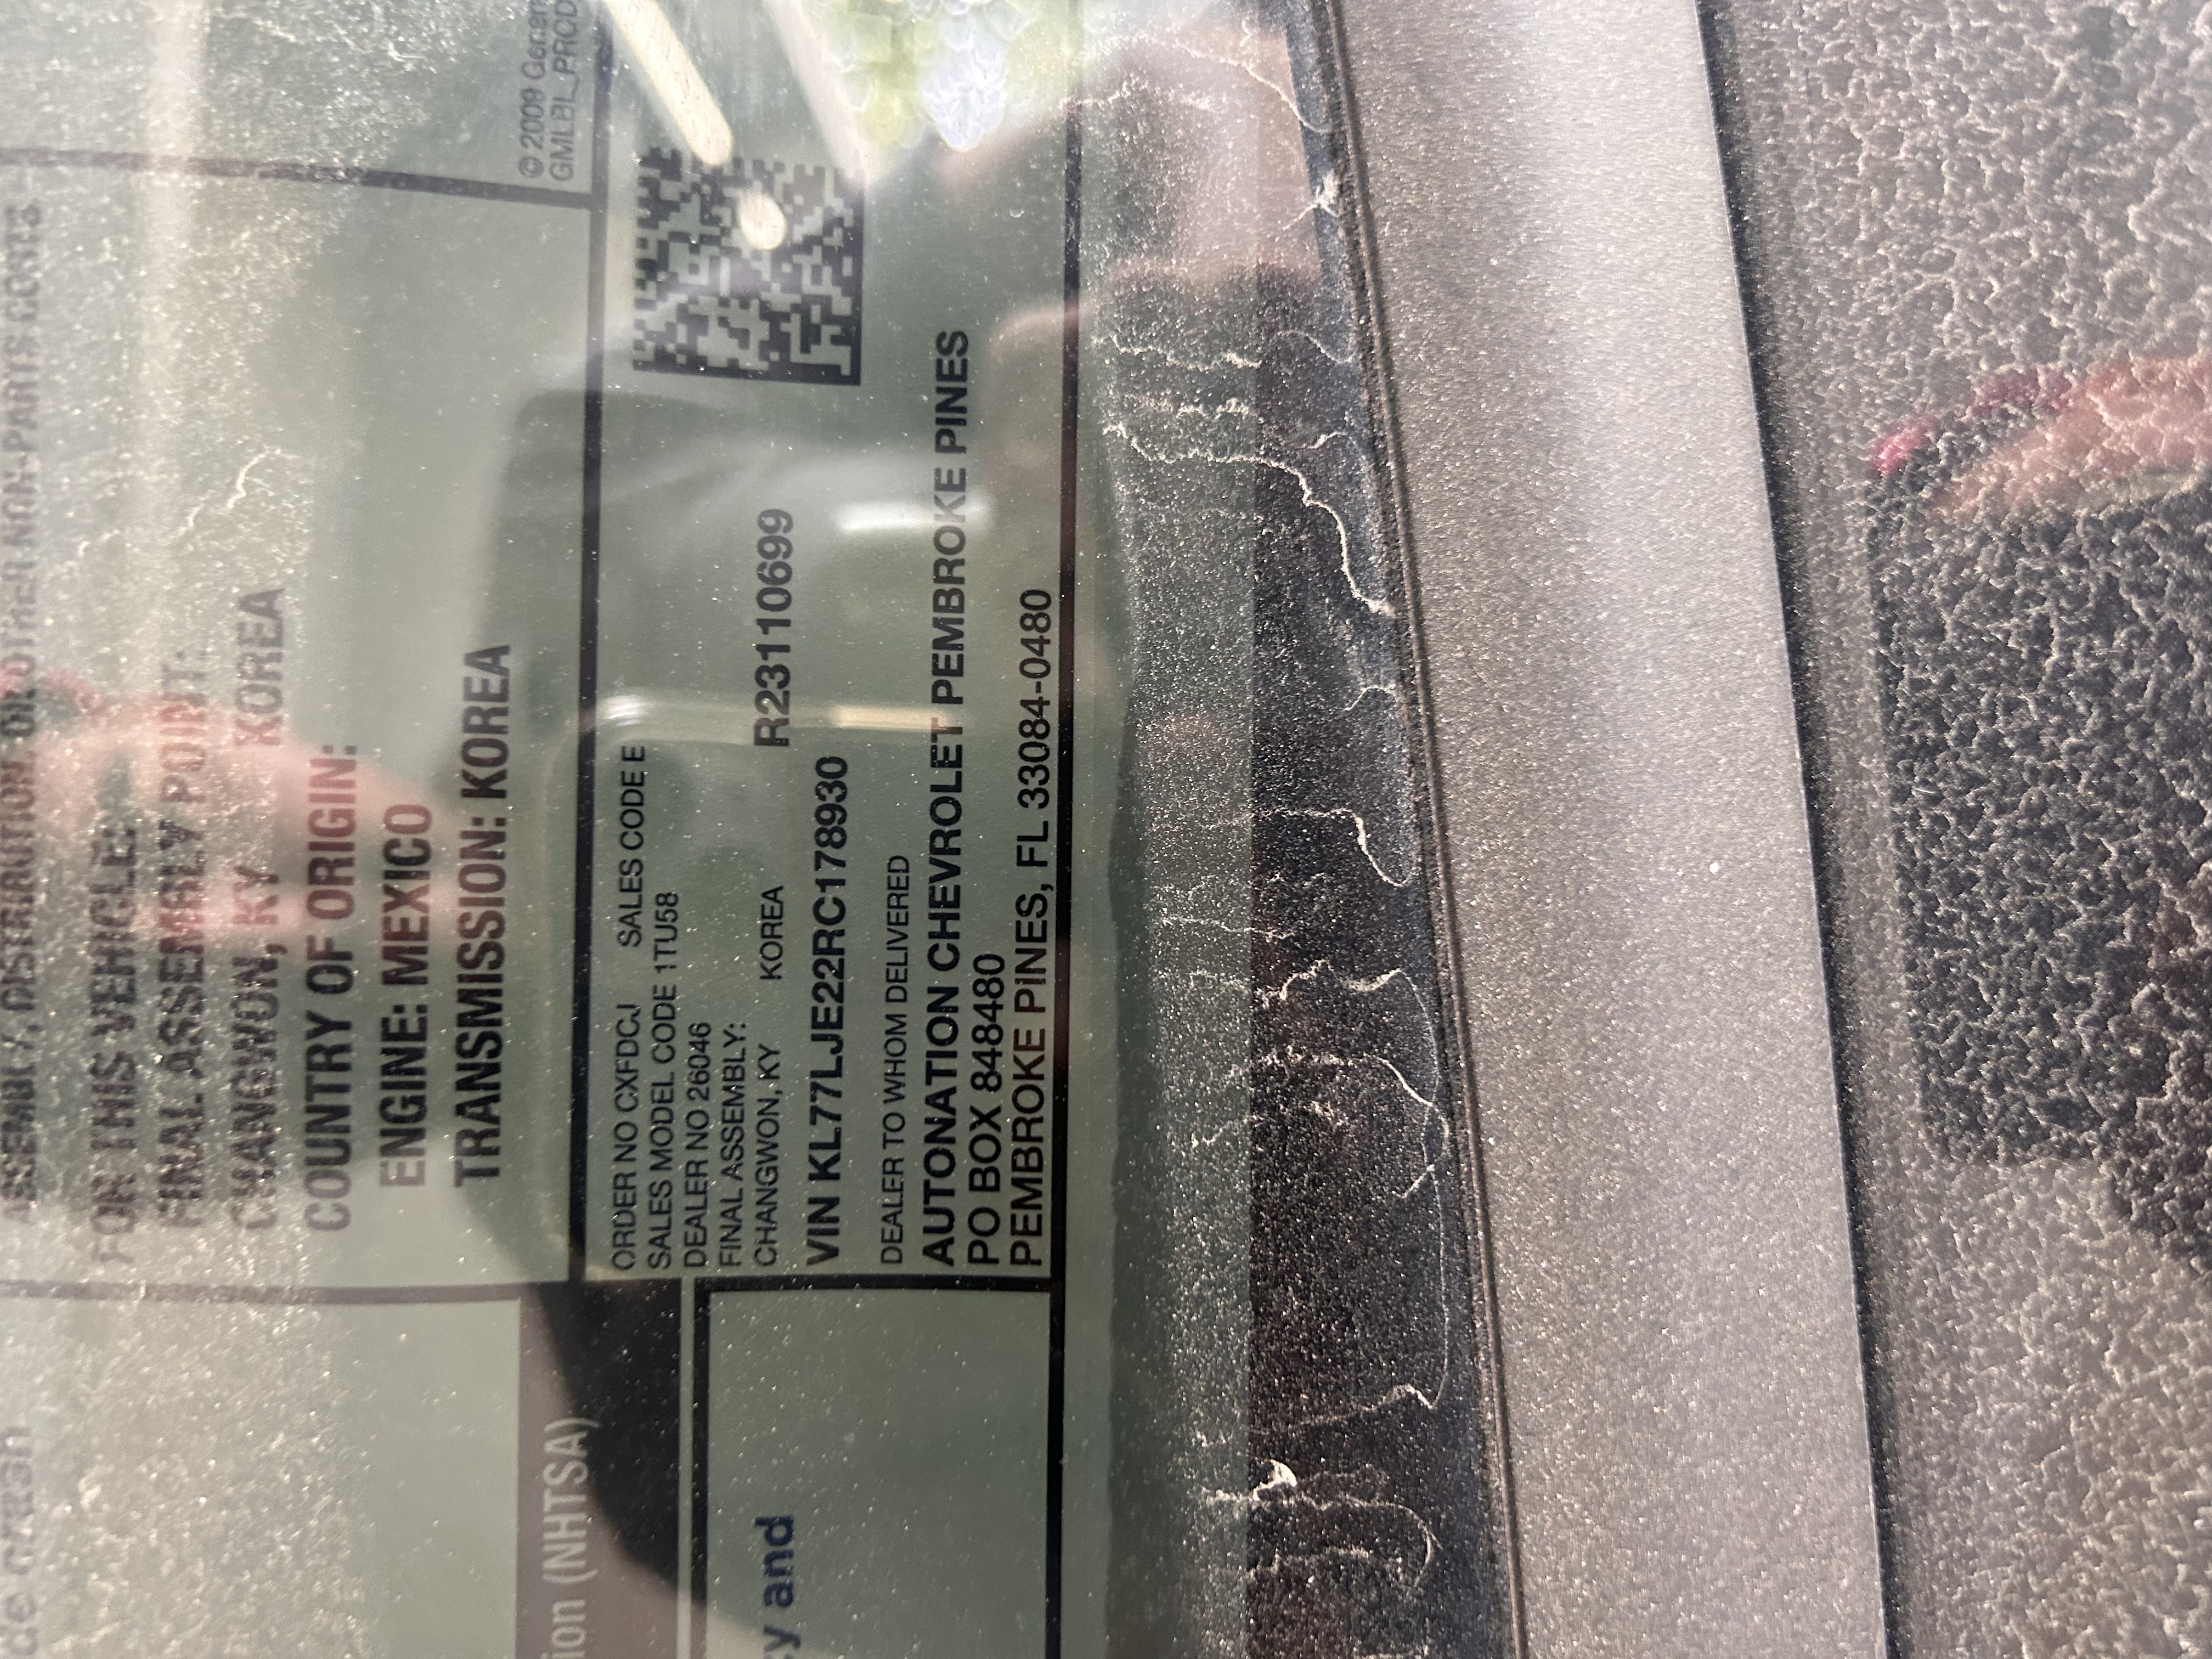 ASSEMBLY, DISTRIBUTION, OR OTHER NON-PARTS COSTS
FOR THIS VEHICLE:
FINAL ASSEMBLY POINT:
CHANGWON, KY KOREA
COUNTRY OF ORIGIN:
ENGINE: MEXICO
TRANSMISSION: KOREA
© 2009 General
GMLBL_PROD
ORDER NO CXFDCJ SALES CODE E
SALES MODEL CODE 1TU58
DEALER NO 26046
FINAL ASSEMBLY:
CHANGWON, KY KOREA R23110699
VIN KL77LJE22RC178930
DEALER TO WHOM DELIVERED
AUTONATION CHEVROLET PEMBROKE PINES
PO BOX 848480
PEMBROKE PINES, FL 33084-0480
crash
ion (NHTSA)
y and